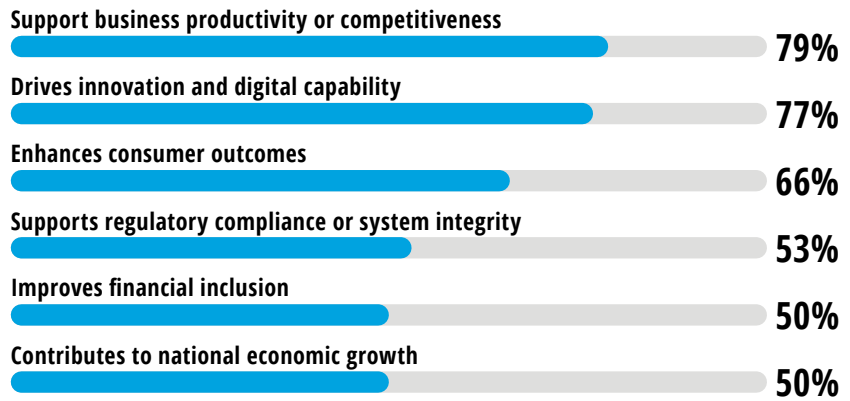 Support business productivity or competitiveness
79%
Drives innovation and digital capability
77%
Enhances consumer outcomes
66%
Supports regulatory compliance or system integrity
53%
Improves financial inclusion
50%
Contributes to national economic growth
50%